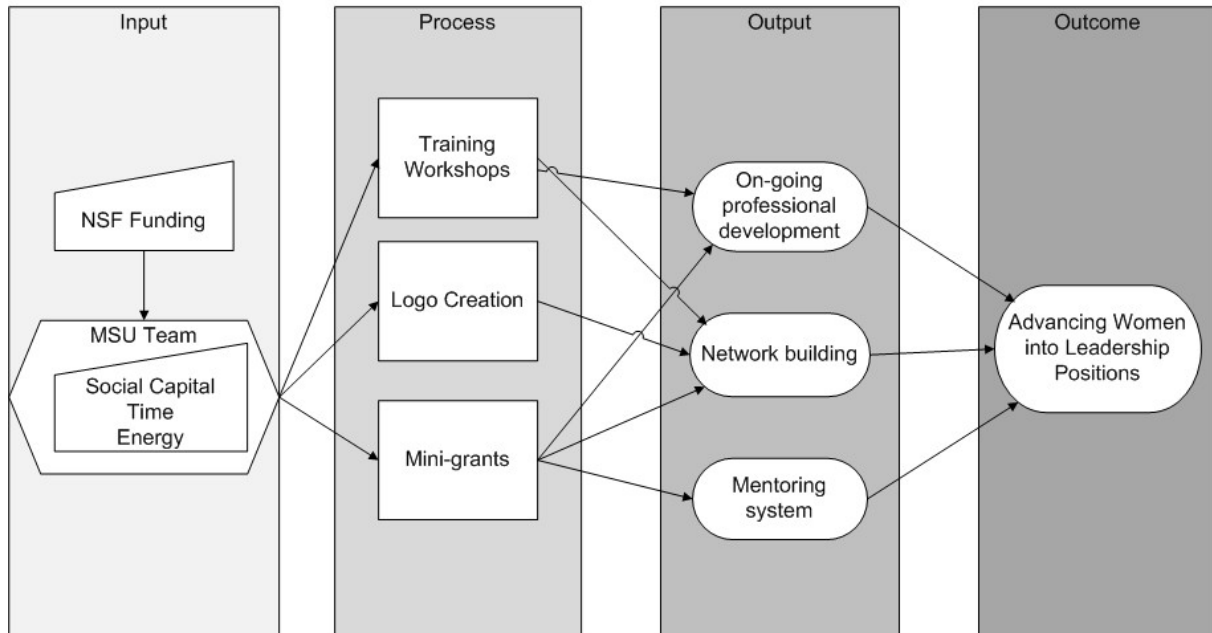 Input
NSF Funding
MSU Team
Social Capital
Time
Energy
Process
Training
Workshops
Logo Creation
Mini-grants
Output
On-going
professional
development
Network building
Mentoring
system
Outcome
Advancing Women
into Leadership
Positions